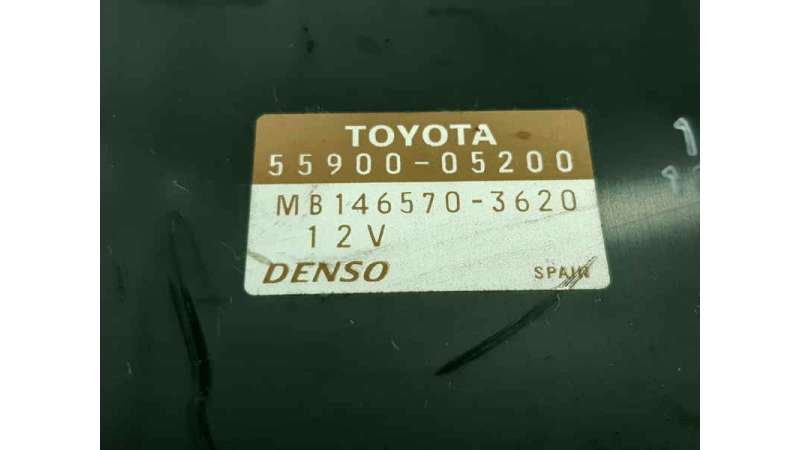 TOYOTA
55900-05200
MB146570-3620
12V
DENSO
SPAIN